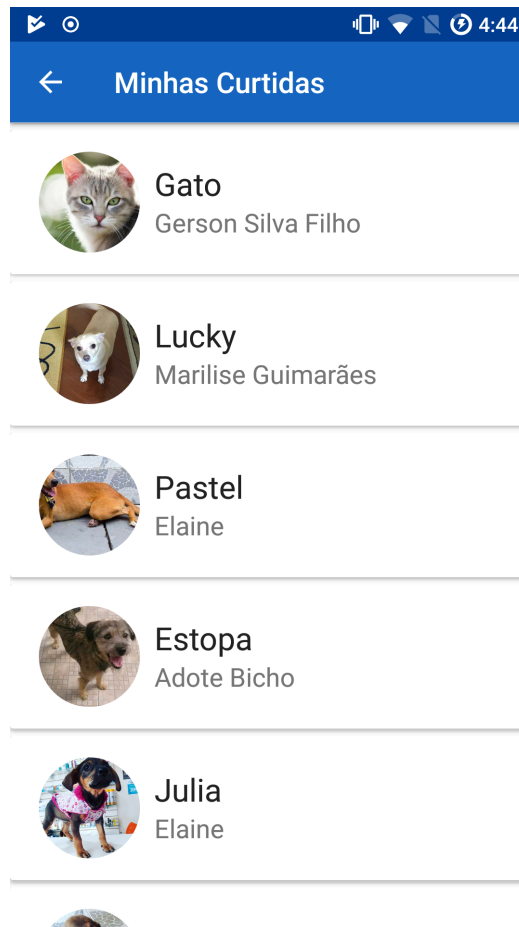 4:44
Minhas Curtidas
Gato
Gerson Silva Filho
Lucky
Marilise Guimarães
Pastel
Elaine
Estopa
Adote Bicho
Julia
Elaine